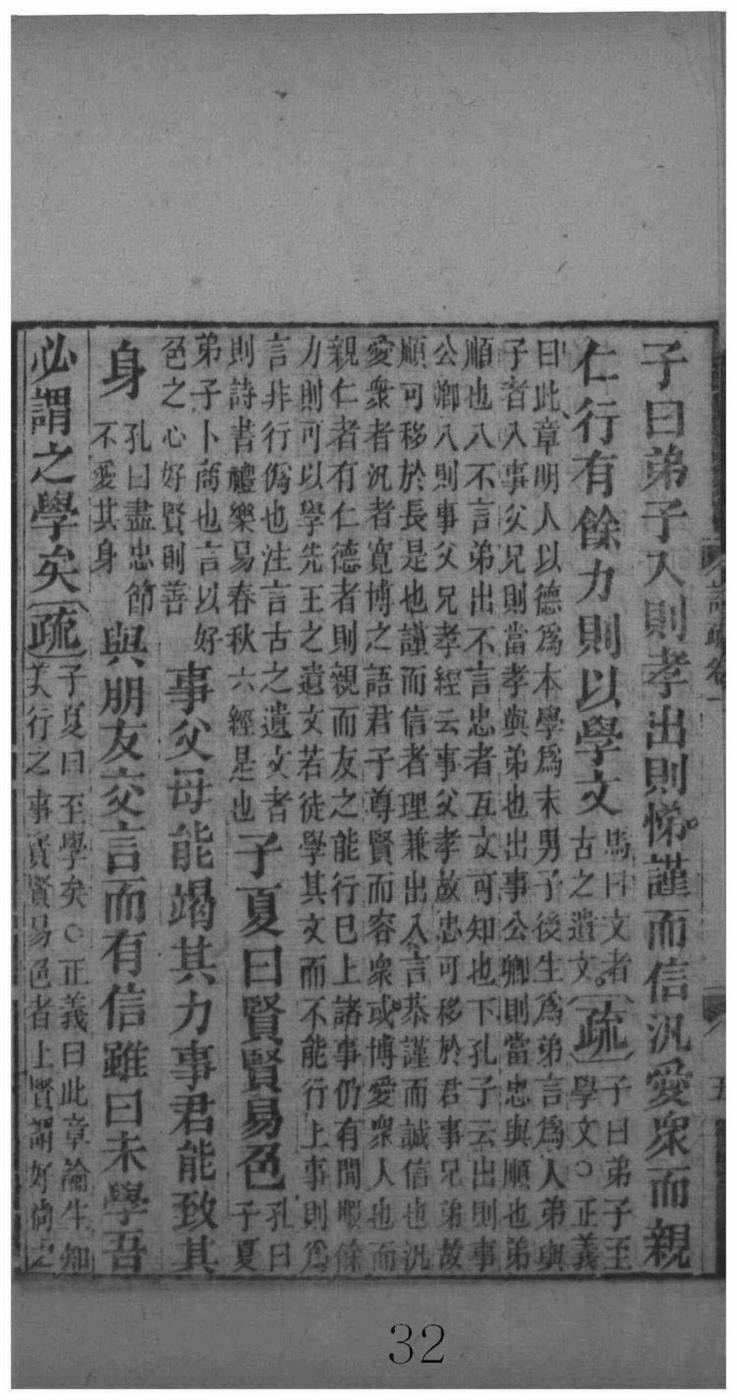 語疏卷一 五
子曰弟子入則孝出則悌謹而信汎愛衆而親
仁行有餘力則以學文馬曰文者古之遺文疏子曰弟子至學文○正義
曰此章明人以德爲本學爲末男子後生爲弟言爲人弟與
子者入事父兄則當孝與弟也出事公卿則當忠與順也弟
順也入不言弟出不言忠者互文可知也下孔子云出則事
公卿入則事父兄孝經云事父孝故忠可移於君事兄弟故
順可移於長是也謹而信者理兼出入言恭謹而誠信也汎
愛衆者汎者寬博之語君子尊賢而容衆或博愛衆人也而
親仁者有仁德者則親而友之能行已上諸事仍有閒暇餘
力則可以學先王之遺文若徒學其文而不能行上事則爲
言非行僞也注言古之遺文者
則詩書禮樂易春秋六經是也子夏曰賢賢易色孔曰子夏
弟子卜商也言以好
色之心好賢則善事父母能竭其力事君能致其
身孔曰盡忠節不愛其身與朋友交言而有信雖曰未學吾
必謂之學矣疏子夏曰至學矣○正義曰此章論生知
美行之事賢賢易色者上賢謂好尚之
32